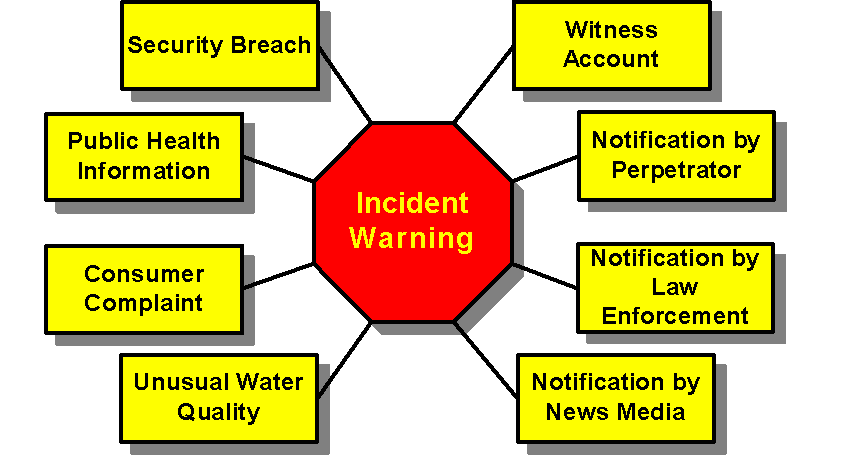 Security Breach
Witness
Account
Public Health
Information
Notification by
Perpetrator
Incident
Warning
Consumer
Complaint
Notification by
Law
Enforcement
Unusual Water
Quality
Notification by
News Media